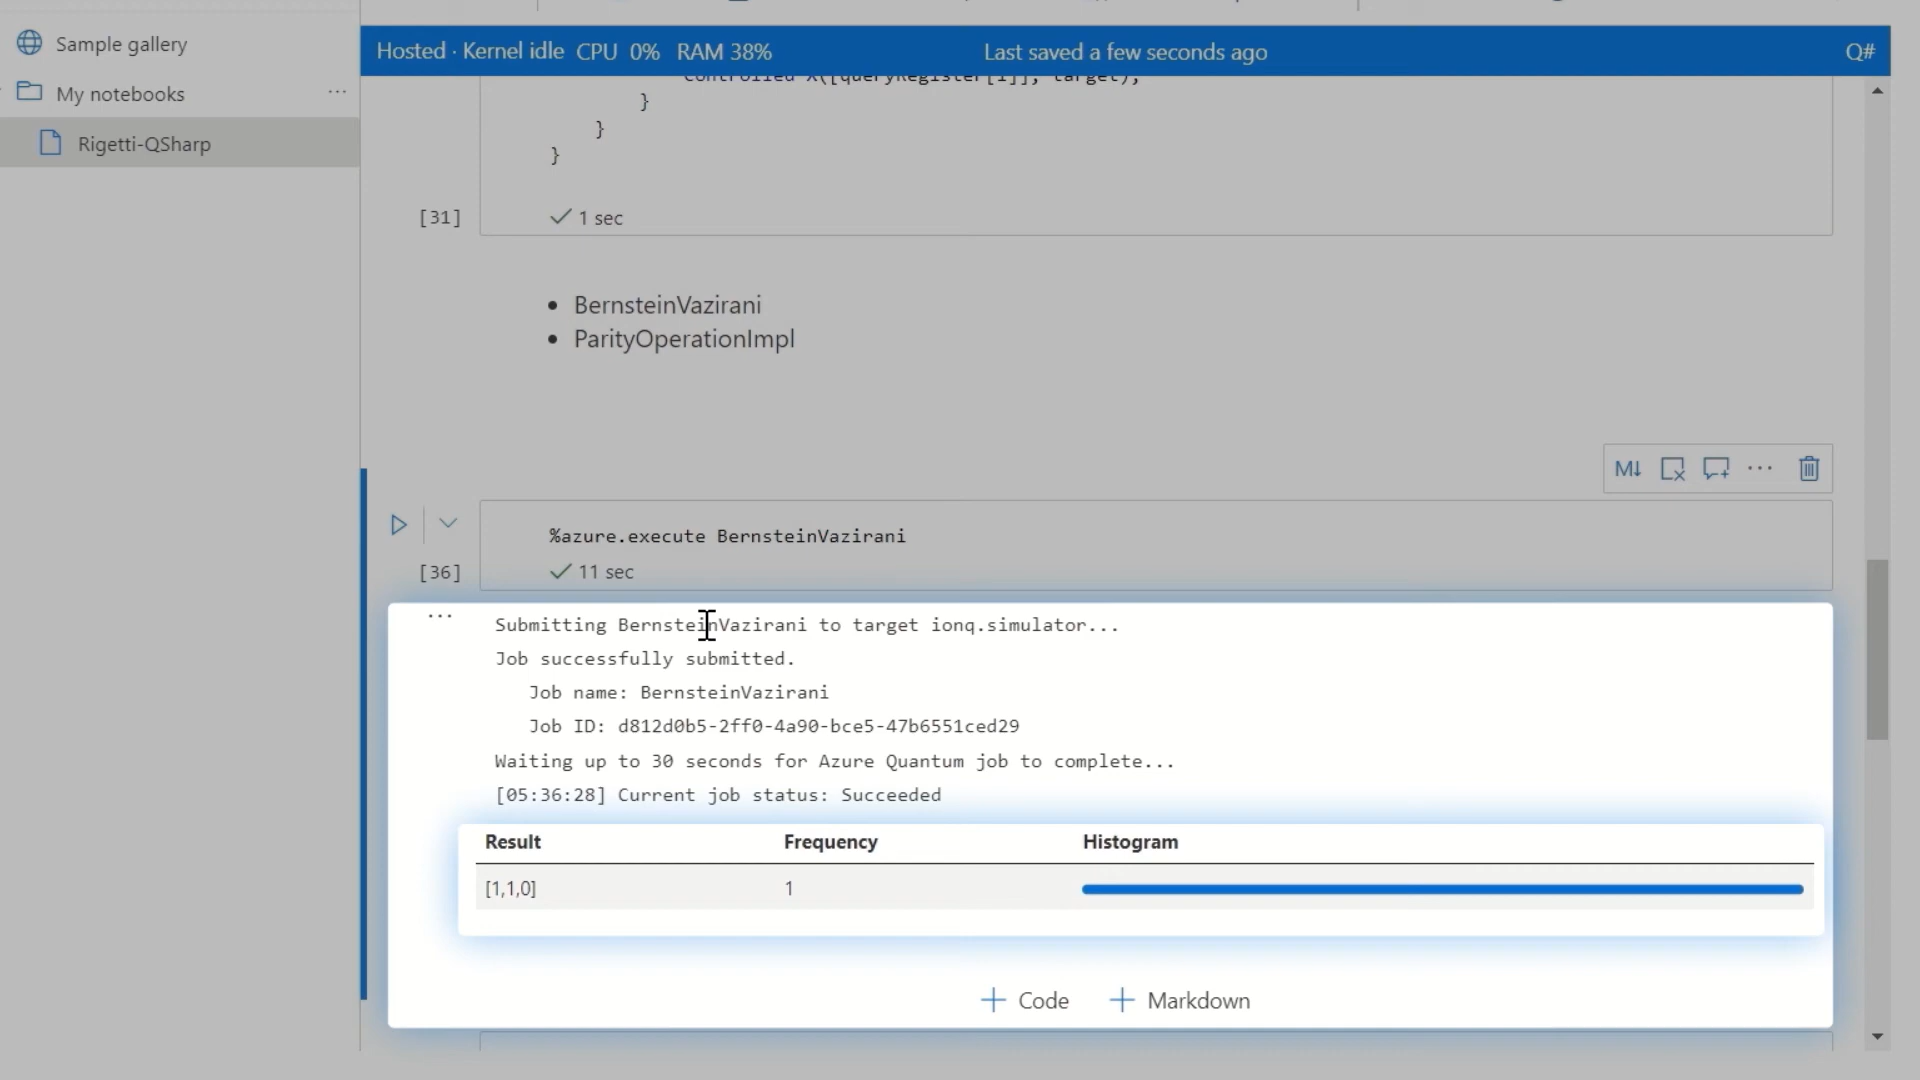 Sample gallery
My notebooks
Rigetti-QSharp
Hosted · Kernel idle CPU 0% RAM 38% Last saved a few seconds ago Q#
Controlled X([queryRegister[i]], target);
}
}
}
[31] 1 sec
• BernsteinVazirani
• ParityOperationImpl
M↓
%azure.execute BernsteinVazirani
[36] 11 sec
Submitting BernsteinVazirani to target ionq.simulator...
Job successfully submitted.
Job name: BernsteinVazirani
Job ID: d812d0b5-2ff0-4a90-bce5-47b6551ced29
Waiting up to 30 seconds for Azure Quantum job to complete...
[05:36:28] Current job status: Succeeded
Result Frequency Histogram
[1,1,0] 1
+ Code + Markdown